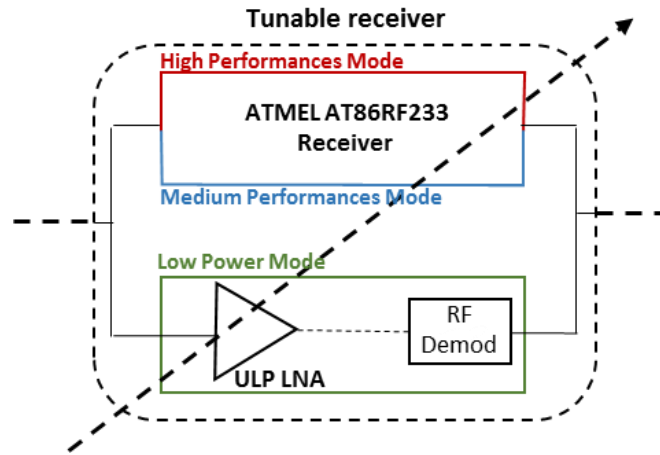 Tunable receiver
High Performances Mode
ATMEL AT86RF233
Receiver
Medium Performances Mode
Low Power Mode
RF
Demod
ULP LNA